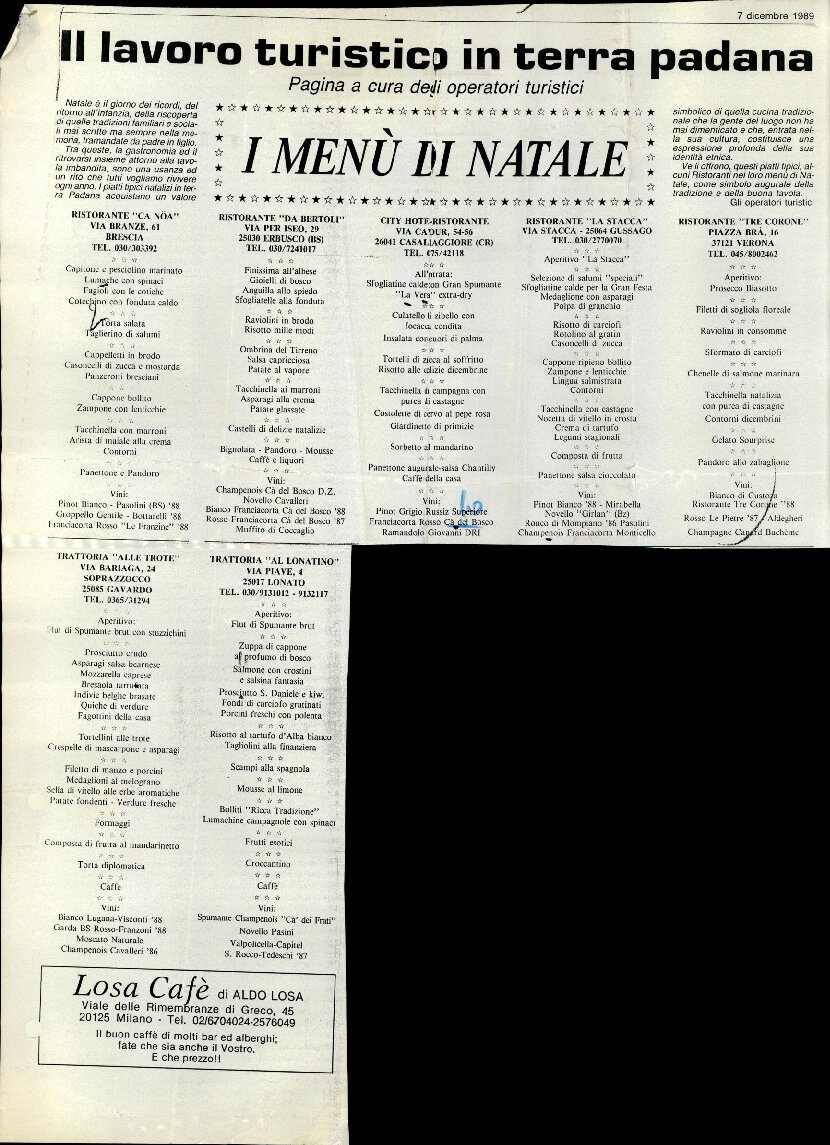 7 dicembre 1989
Il lavoro turistico in terra padana
Pagina a cura degli operatori turistici
Natale è il giorno dei ricordi, del
ritorno all'infanzia, della riscoperta
di quelle tradizioni familiari e socia-
li mai scritte ma sempre nella me-
moria, tramandate da padre in figlio.
Tra queste, la gastronomia ed il
ritrovarsi insieme attorno alla tavo-
la imbandita, sono una usanza ed
un rito che tutti vogliamo rivivere
ogni anno. I piatti tipici natalizi in ter-
ra Padana acquistano un valore
I MENÙ DI NATALE
simbolico di quella cucina tradizio-
nale che la gente del luogo non ha
mai dimenticato e che, entrata nel-
la sua cultura, costituisce una
espressione profonda della sua
identità etnica.
Ve li offrono, questi piatti tipici, al-
cuni Ristoranti nei loro menù di Na-
tale, come simbolo augurale della
tradizione e della buona tavola.
Gli operatori turistici
RISTORANTE "CA NÔA"
VIA BRANZE, 61
BRESCIA
TEL. 030/303392
Capitone e pesciolino marinato
Lumache con spinaci
Fagioli con le cotiche
Cotechino con fonduta caldo
Torta salata
Taglierino di salumi
Cappelletti in brodo
Casoncelli di zucca e mostarda
Panzerotti bresciani
Cappone bollito
Zampone con lenticchie
Tacchinella con marroni
Arista di maiale alla crema
Contorni
Panettone e Pandoro
Vini:
Pinot Bianco - Pasolini (BS) '88
Groppello Gentile - Bottarelli '88
Franciacorta Rosso "Le Franzine" '88
RISTORANTE "DA BERTOLI"
VIA PER ISEO, 29
25030 ERBUSCO (BS)
TEL. 030/7241017
Finissima all'albese
Gioielli di bosco
Anguilla allo spiedo
Sfogliatelle alla fonduta
Raviolini in brodo
Risotto mille modi
Ombrina del Tirreno
Salsa capricciosa
Patate al vapore
Tacchinella ai marroni
Asparagi alla crema
Patate glassate
Castelli di delizie natalizie
Bignolata - Pandoro - Mousse
Caffè e liquori
Vini:
Champenois Cà del Bosco D.Z.
Novello Cavalleri
Bianco Franciacorta Cà del Bosco '88
Rosso Franciacorta Cà del Bosco '87
Muffito di Coccaglio
CITY HOTE-RISTORANTE
VIA CADUR, 54-56
26041 CASALMAGGIORE (CR)
TEL. 075/42118
All'ntrata:
Sfogliatine calde con Gran Spumante
"La Vera" extra-dry
Culatello di zibello con
focaccia condita
Insalata con cuori di palma
Tortelli di zucca al soffritto
Risotto alle delizie dicembrine
Tacchinella di campagna con
purea di castagne
Costolette di cervo al pepe rosa
Giardinetto di primizie
Sorbetto al mandarino
Panettone augurale-salsa Chantilly
Caffè della casa
Vini:
Pinot Grigio Russiz Superiore
Franciacorta Rosso Cà del Bosco
Ramandolo Giovanni DRI
RISTORANTE "LA STACCA"
VIA STACCA - 25064 GUSSAGO
TEL. 030/2770070
Aperitivo "La Stacca"
Selezione di salumi "speciali"
Sfogliatine calde per la Gran Festa
Medaglione con asparagi
Polpa di granchio
Risotto di carciofi
Rotolino al gratin
Casoncelli di zucca
Cappone ripieno bollito
Zampone e lenticchie
Lingua salmistrata
Contorni
Tacchinella con castagne
Nocetta di vitello in crosta
Crema di tartufo
Legumi stagionali
Composta di frutta
Panettone salsa cioccolata
Vini:
Pinot Bianco '88 - Mirabella
Novello "Girlan" (Bz)
Ronco di Mompiano '86 Pasolini
Champenois Franciacorta Monticello
RISTORANTE "TRE CORONE"
PIAZZA BRÀ, 16
37121 VERONA
TEL. 045/8002462
Aperitivo:
Prosecco Biasotto
Filetti di sogliola floreale
Raviolini in consomme
Sformato di carciofi
Chenelle di salmone marinara
Tacchinella natalizia
con purea di castagne
Contorni dicembrini
Gelato Sourprise
Pandoro allo zabaglione
Vini:
Bianco di Custoza
Ristorante Tre Corone "88
Rosso Le Pietre '87 - Aldegheri
Champagne Canard Buchème
TRATTORIA "ALLE TROTE"
VIA BARIAGA, 24
SOPRAZZOCCO
25085 GAVARDO
TEL. 0365/31294
Aperitivo:
Flut di Spumante brut con stuzzichini
Prosciutto crudo
Asparagi salsa bearnese
Mozzarella caprese
Bresaola tartufata
Indivie belghe brasate
Quiche di verdure
Fagottini della casa
Tortellini alle trote
Crespelle di mascarpone e asparagi
Filetto di manzo e porcini
Medaglioni al melograno
Sella di vitello alle erbe aromatiche
Patate fondenti - Verdure fresche
Formaggi
Composta di frutta al mandarinetto
Torta diplomatica
Caffè
Vini:
Bianco Lugana-Visconti '88
Garda BS Rosso-Franzoni '88
Moscato Naturale
Champenois Cavalleri '86
TRATTORIA "AL LONATINO"
VIA PIAVE, 4
25017 LONATO
TEL. 030/9131012 - 9132117
Aperitivo:
Flut di Spumante brut
Zuppa di cappone
al profumo di bosco
Salmone con crostini
e salsina fantasia
Prosciutto S. Daniele e kiwi
Fondi di carciofo gratinati
Porcini freschi con polenta
Risotto al tartufo d'Alba bianco
Tagliolini alla finanziera
Scampi alla spagnola
Mousse al limone
Bolliti "Ricca Tradizione"
Lumachine campagnole con spinaci
Frutti esotici
Croccantino
Caffè
Vini:
Spumante Champenois "Cà dei Frati"
Novello Pasini
Valpolicella-Capitel
S. Rocco-Tedeschi '87
Losa Cafè di ALDO LOSA
Viale delle Rimembranze di Greco, 45
20125 Milano - Tel. 02/6704024-2576049
Il buon caffè di molti bar ed alberghi;
fate che sia anche il Vostro.
E che prezzo!!